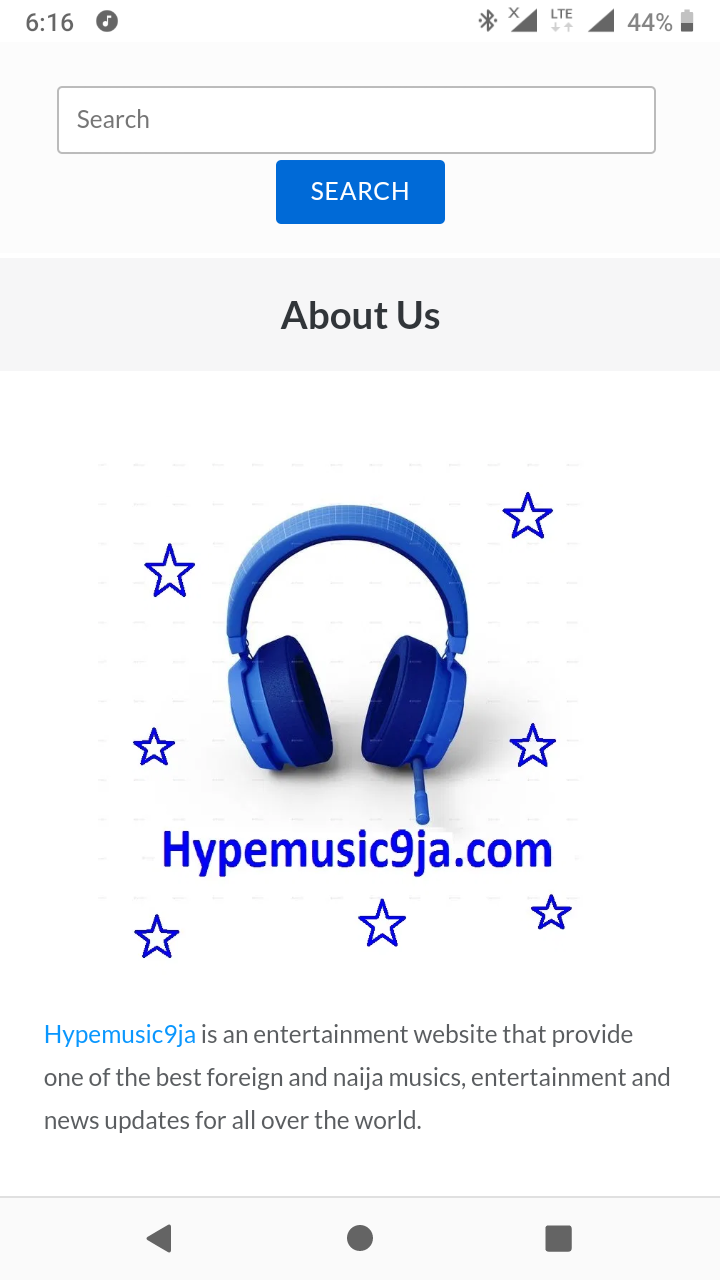 6:16
X LTE 44%
Search
SEARCH
About Us
Hypemusic9ja.com
Hypemusic9ja is an entertainment website that provide
one of the best foreign and naija musics, entertainment and
news updates for all over the world.